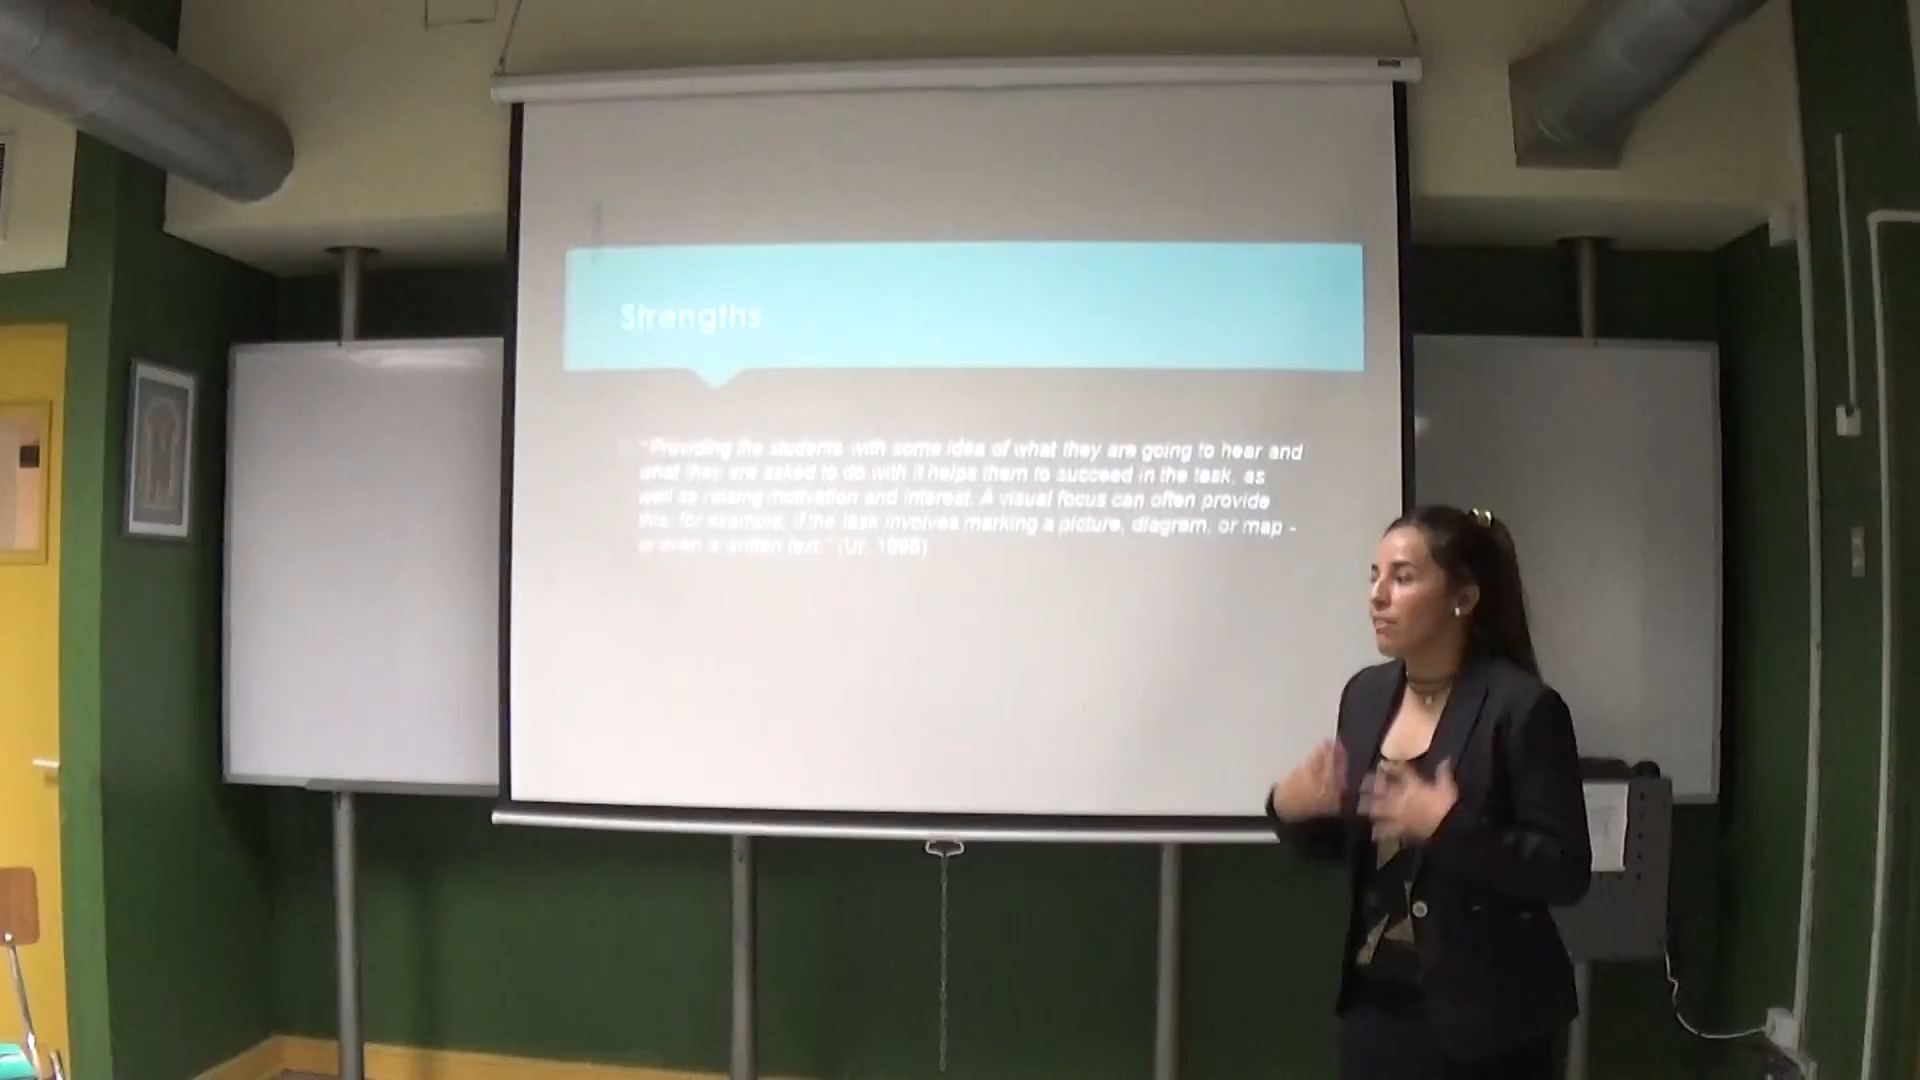 Strengths
"Providing the students with some idea of what they are going to hear and
what they are asked to do with it helps them to succeed in the task, as
well as raising motivation and interest. A visual focus can often provide
this: for example, if the task involves marking a picture, diagram, or map -
or even a written text." (Ur, 1996)